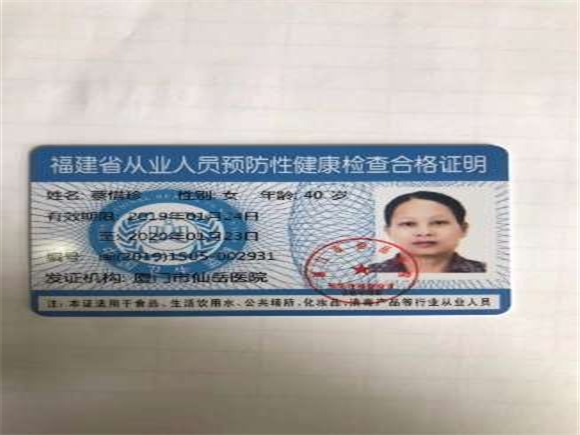 福建省从业人员预防性健康检查合格证明
姓名: 蔡惜珍 性别: 女 年龄: 40 岁
有效期限: 2019年01月24日
至: 2020年01月23日
编号: (2019)1505-002931
发证机构: 厦门市仙岳医院
注: 本证适用于食品、生活饮用水、公共场所、化妆品、消毒产品等行业从业人员